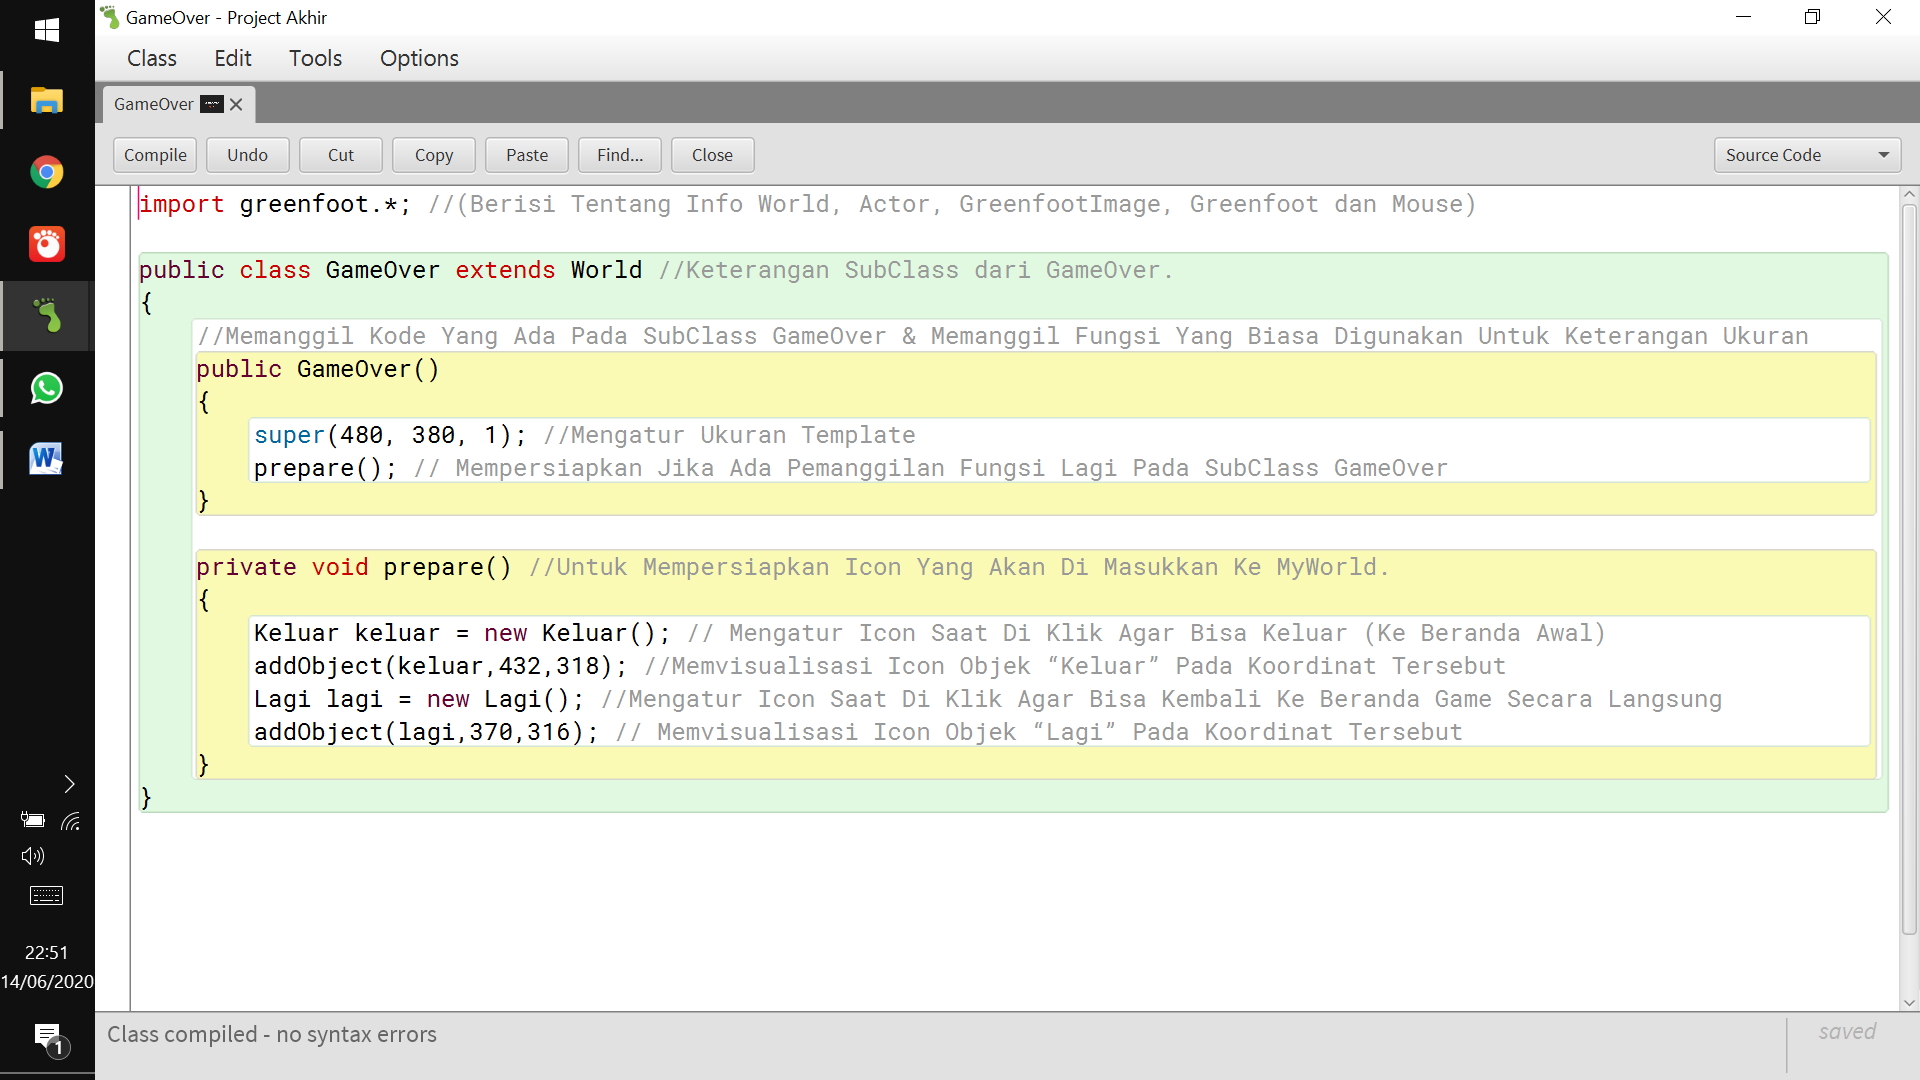 GameOver - Project Akhir
Class Edit Tools Options
GameOver
Compile Undo Cut Copy Paste Find... Close Source Code
import greenfoot.*; //(Berisi Tentang Info World, Actor, GreenfootImage, Greenfoot dan Mouse)
public class GameOver extends World //Keterangan SubClass dari GameOver.
{
//Memanggil Kode Yang Ada Pada SubClass GameOver & Memanggil Fungsi Yang Biasa Digunakan Untuk Keterangan Ukuran
public GameOver()
{
super(480, 380, 1); //Mengatur Ukuran Template
prepare(); // Mempersiapkan Jika Ada Pemanggilan Fungsi Lagi Pada SubClass GameOver
}
private void prepare() //Untuk Mempersiapkan Icon Yang Akan Di Masukkan Ke MyWorld.
{
Keluar keluar = new Keluar(); // Mengatur Icon Saat Di Klik Agar Bisa Keluar (Ke Beranda Awal)
addObject(keluar,432,318); //Memvisualisasi Icon Objek “Keluar” Pada Koordinat Tersebut
Lagi lagi = new Lagi(); //Mengatur Icon Saat Di Klik Agar Bisa Kembali Ke Beranda Game Secara Langsung
addObject(lagi,370,316); // Memvisualisasi Icon Objek “Lagi” Pada Koordinat Tersebut
}
}
22:51
14/06/2020
1
Class compiled - no syntax errors
saved